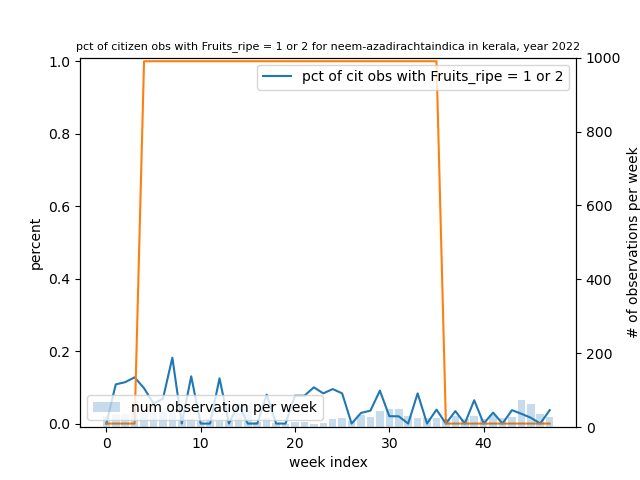 pct of citizen obs with Fruits_ripe = 1 or 2 for neem-azadirachtaindica in kerala, year 2022
pct of cit obs with Fruits_ripe = 1 or 2
num observation per week
percent
1.0
0.8
0.6
0.4
0.2
0.0
1000
800
600
400
200
0
# of observations per week
0
10
20
30
40
week index